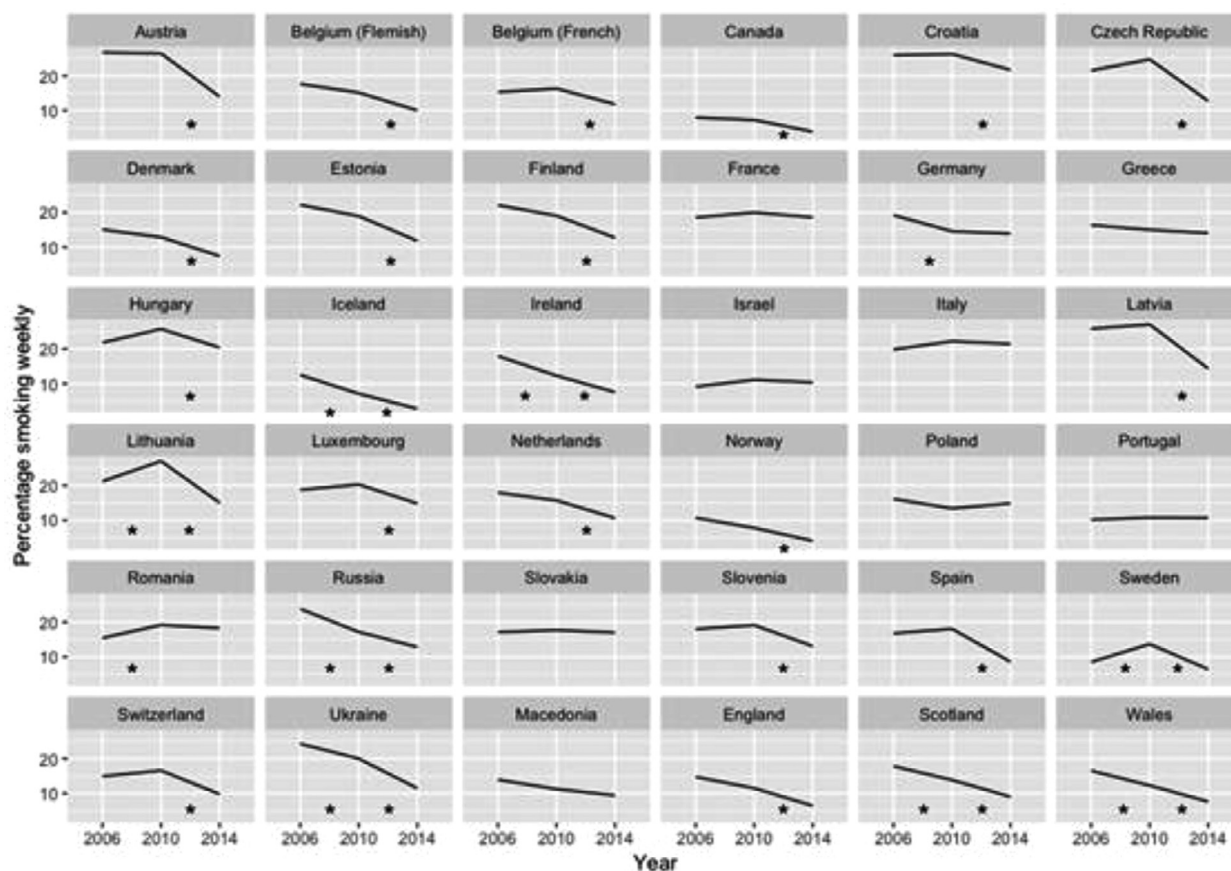 Austria Belgium (Flemish) Belgium (French) Canada Croatia Czech Republic
20
10
Denmark Estonia Finland France Germany Greece
20
10
Hungary Iceland Ireland Israel Italy Latvia
20
10
Lithuania Luxembourg Netherlands Norway Poland Portugal
20
10
Romania Russia Slovakia Slovenia Spain Sweden
20
10
Switzerland Ukraine Macedonia England Scotland Wales
20
10
2006 2010 2014 2006 2010 2014 2006 2010 2014 2006 2010 2014 2006 2010 2014 2006 2010 2014
Year
Percentage smoking weekly